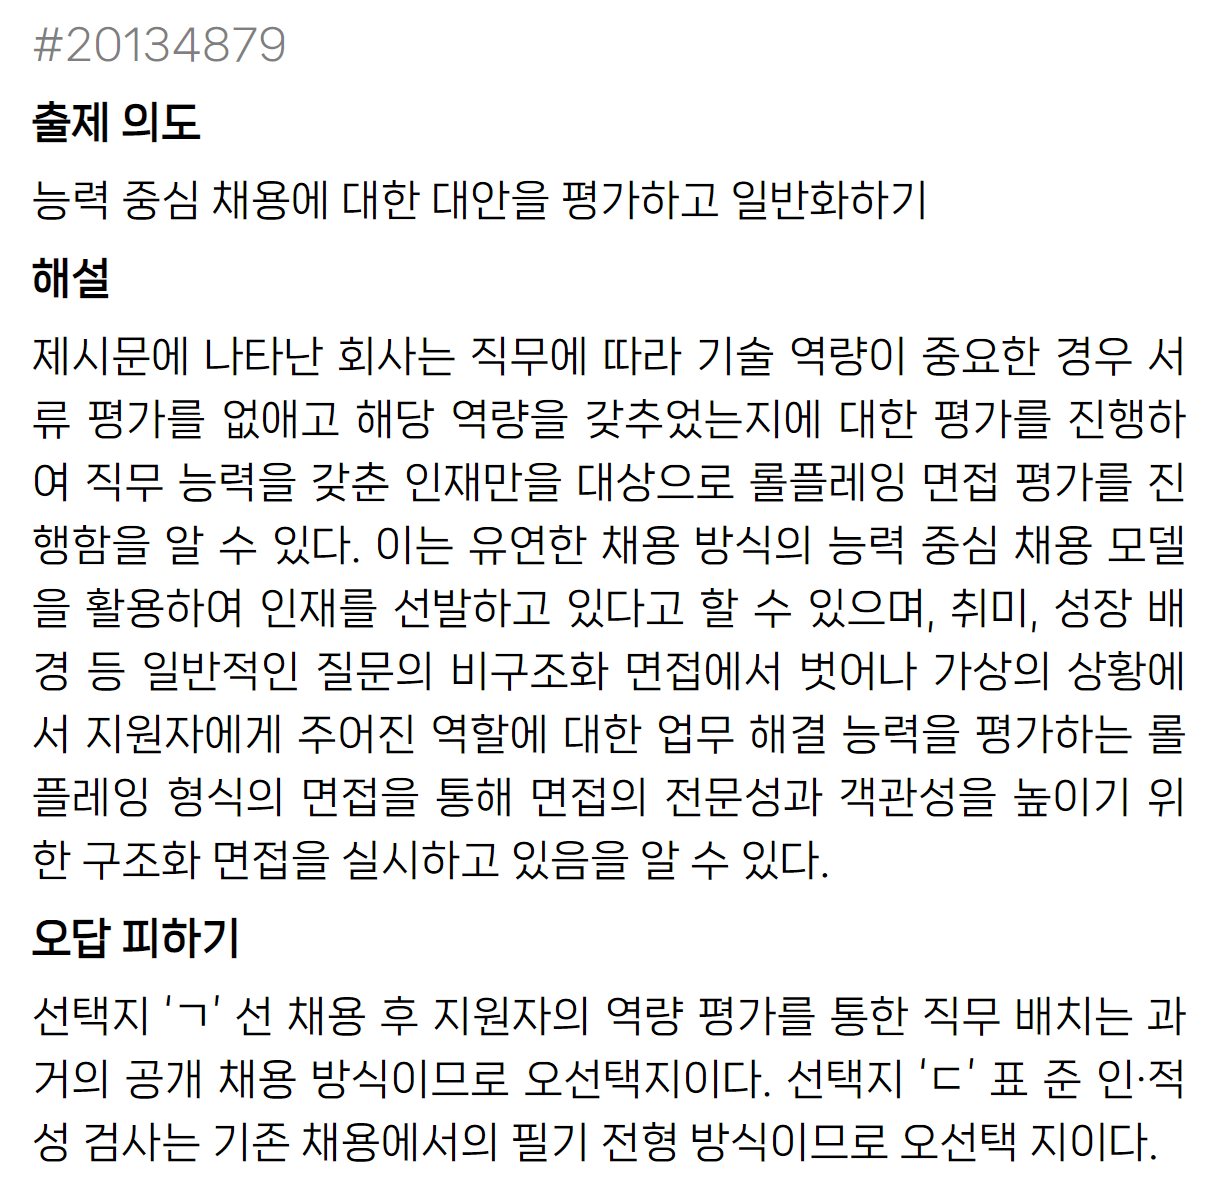 #20134879
출제 의도
능력 중심 채용에 대한 대안을 평가하고 일반화하기
해설
제시문에 나타난 회사는 직무에 따라 기술 역량이 중요한 경우 서
류 평가를 없애고 해당 역량을 갖추었는지에 대한 평가를 진행하
여 직무 능력을 갖춘 인재만을 대상으로 롤플레잉 면접 평가를 진
행함을 알 수 있다. 이는 유연한 채용 방식의 능력 중심 채용 모델
을 활용하여 인재를 선발하고 있다고 할 수 있으며, 취미, 성장 배
경 등 일반적인 질문의 비구조화 면접에서 벗어나 가상의 상황에
서 지원자에게 주어진 역할에 대한 업무 해결 능력을 평가하는 롤
플레잉 형식의 면접을 통해 면접의 전문성과 객관성을 높이기 위
한 구조화 면접을 실시하고 있음을 알 수 있다.
오답 피하기
선택지 'ㄱ' 선 채용 후 지원자의 역량 평가를 통한 직무 배치는 과
거의 공개 채용 방식이므로 오선택지이다. 선택지 'ㄷ' 표 준 인·적
성 검사는 기존 채용에서의 필기 전형 방식이므로 오선택 지이다.